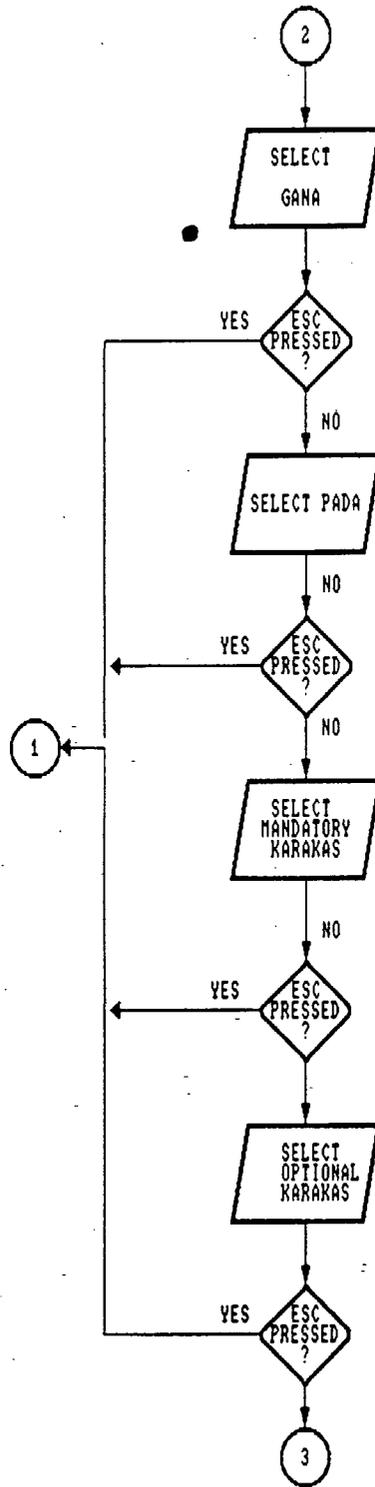 2
SELECT
GANA
YES
ESC
PRESSED
?
NO
SELECT PADA
NO
YES
ESC
PRESSED
?
NO
1
SELECT
MANDATORY
KARAKAS
NO
YES
ESC
PRESSED
?
SELECT
OPTIONAL
KARAKAS
YES
ESC
PRESSED
?
3